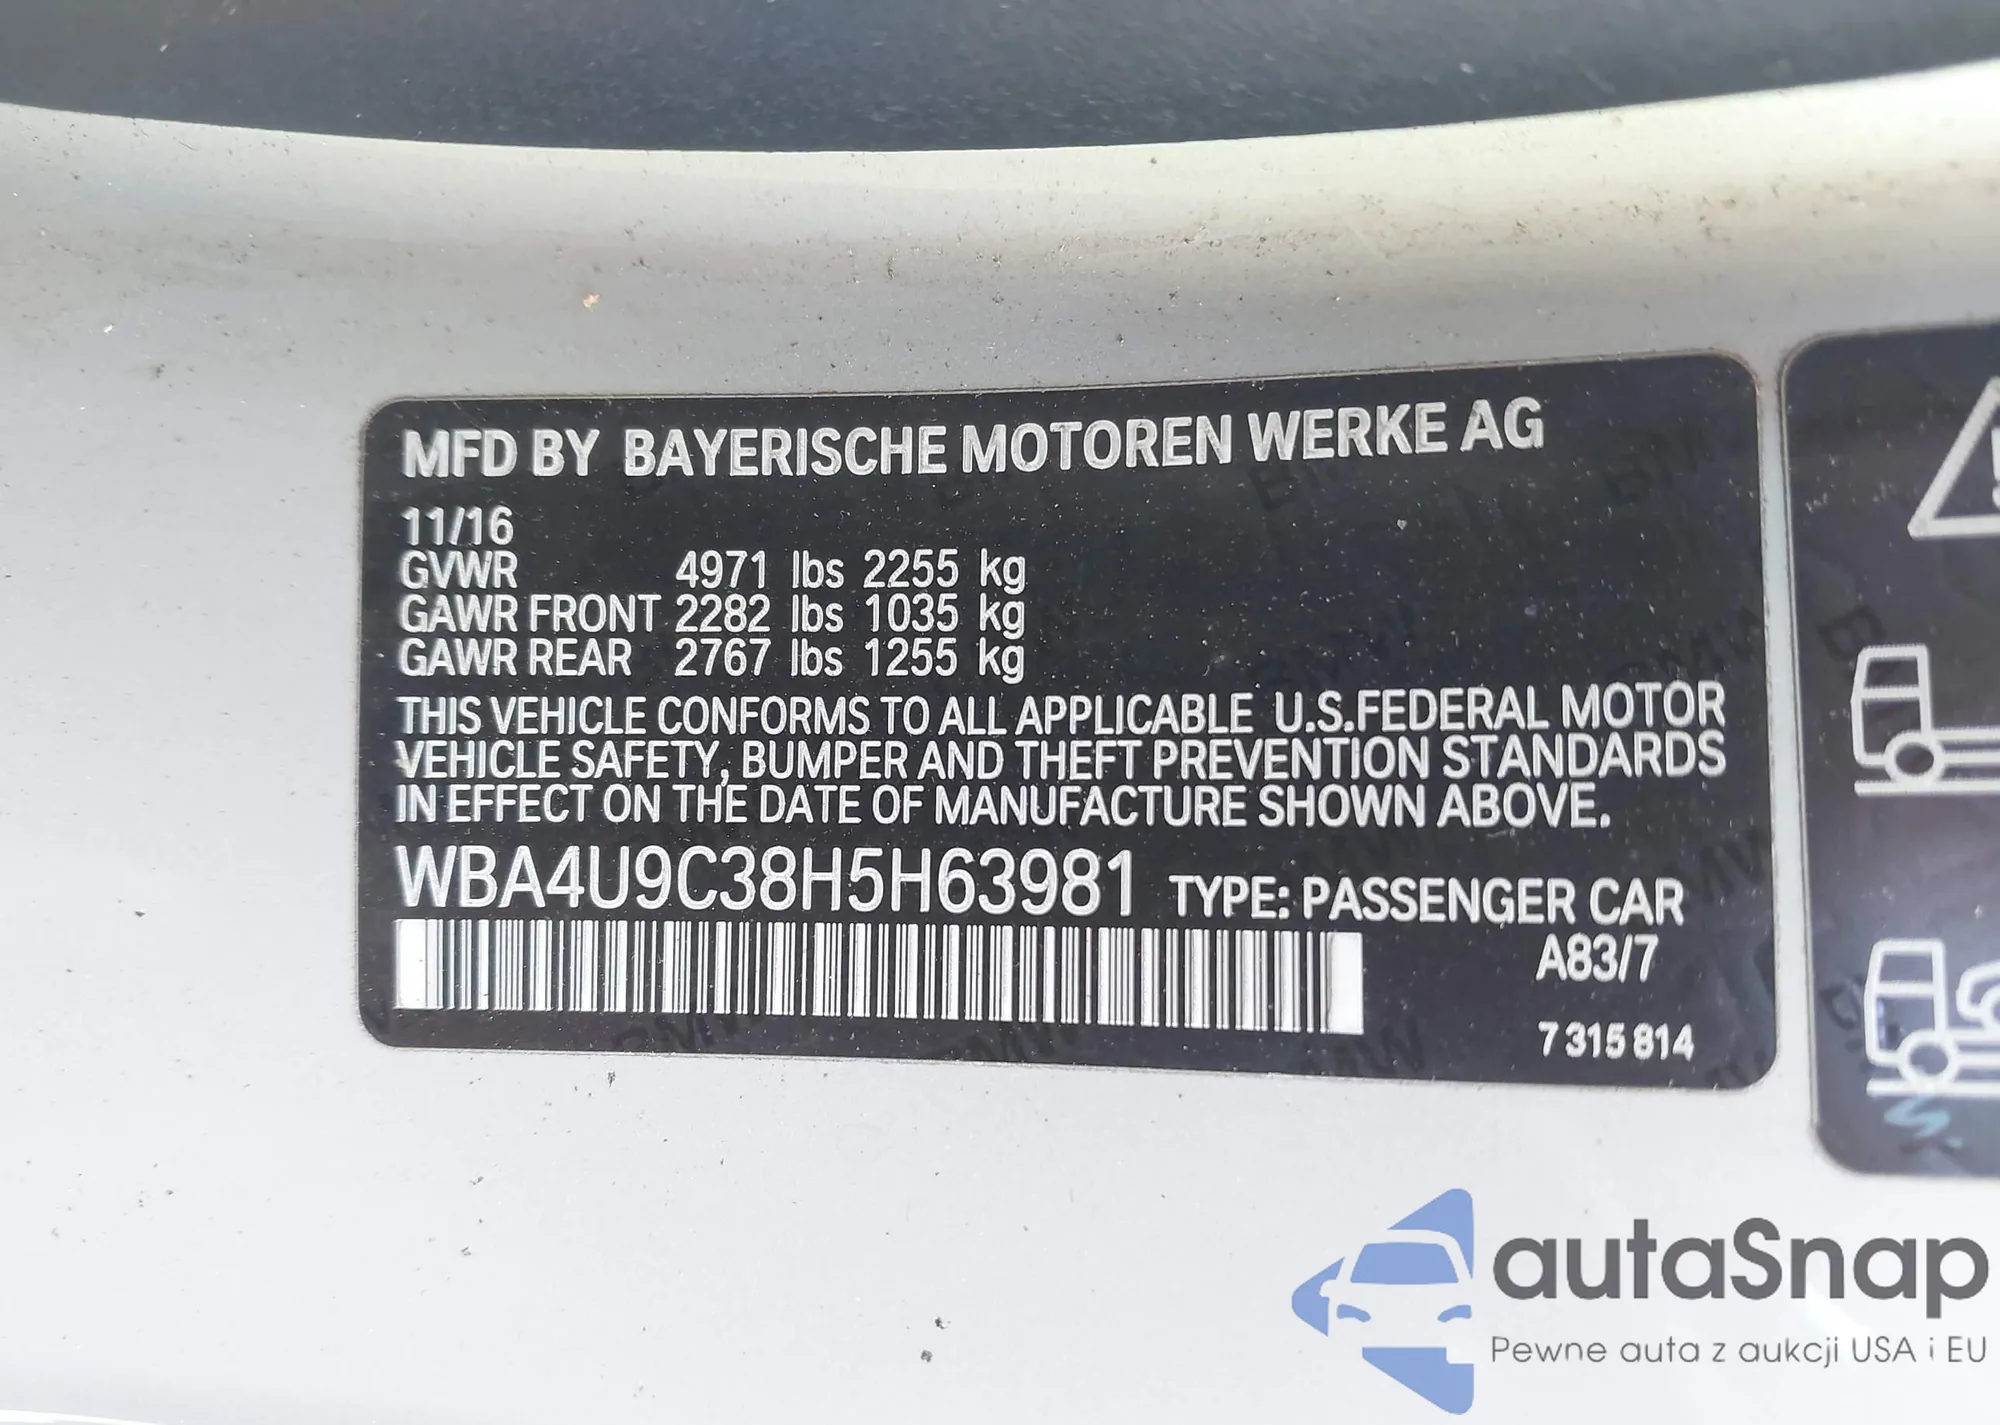 MFD BY BAYERISCHE MOTOREN WERKE AG
11/16
GVWR 4971 lbs 2255 kg
GAWR FRONT 2282 lbs 1035 kg
GAWR REAR 2767 lbs 1255 kg
THIS VEHICLE CONFORMS TO ALL APPLICABLE U.S.FEDERAL MOTOR
VEHICLE SAFETY, BUMPER AND THEFT PREVENTION STANDARDS
IN EFFECT ON THE DATE OF MANUFACTURE SHOWN ABOVE.
WBA4U9C38H5H63981 TYPE: PASSENGER CAR
A83/7
7 315 814
autaSnap
Pewne auta z aukcji USA i EU